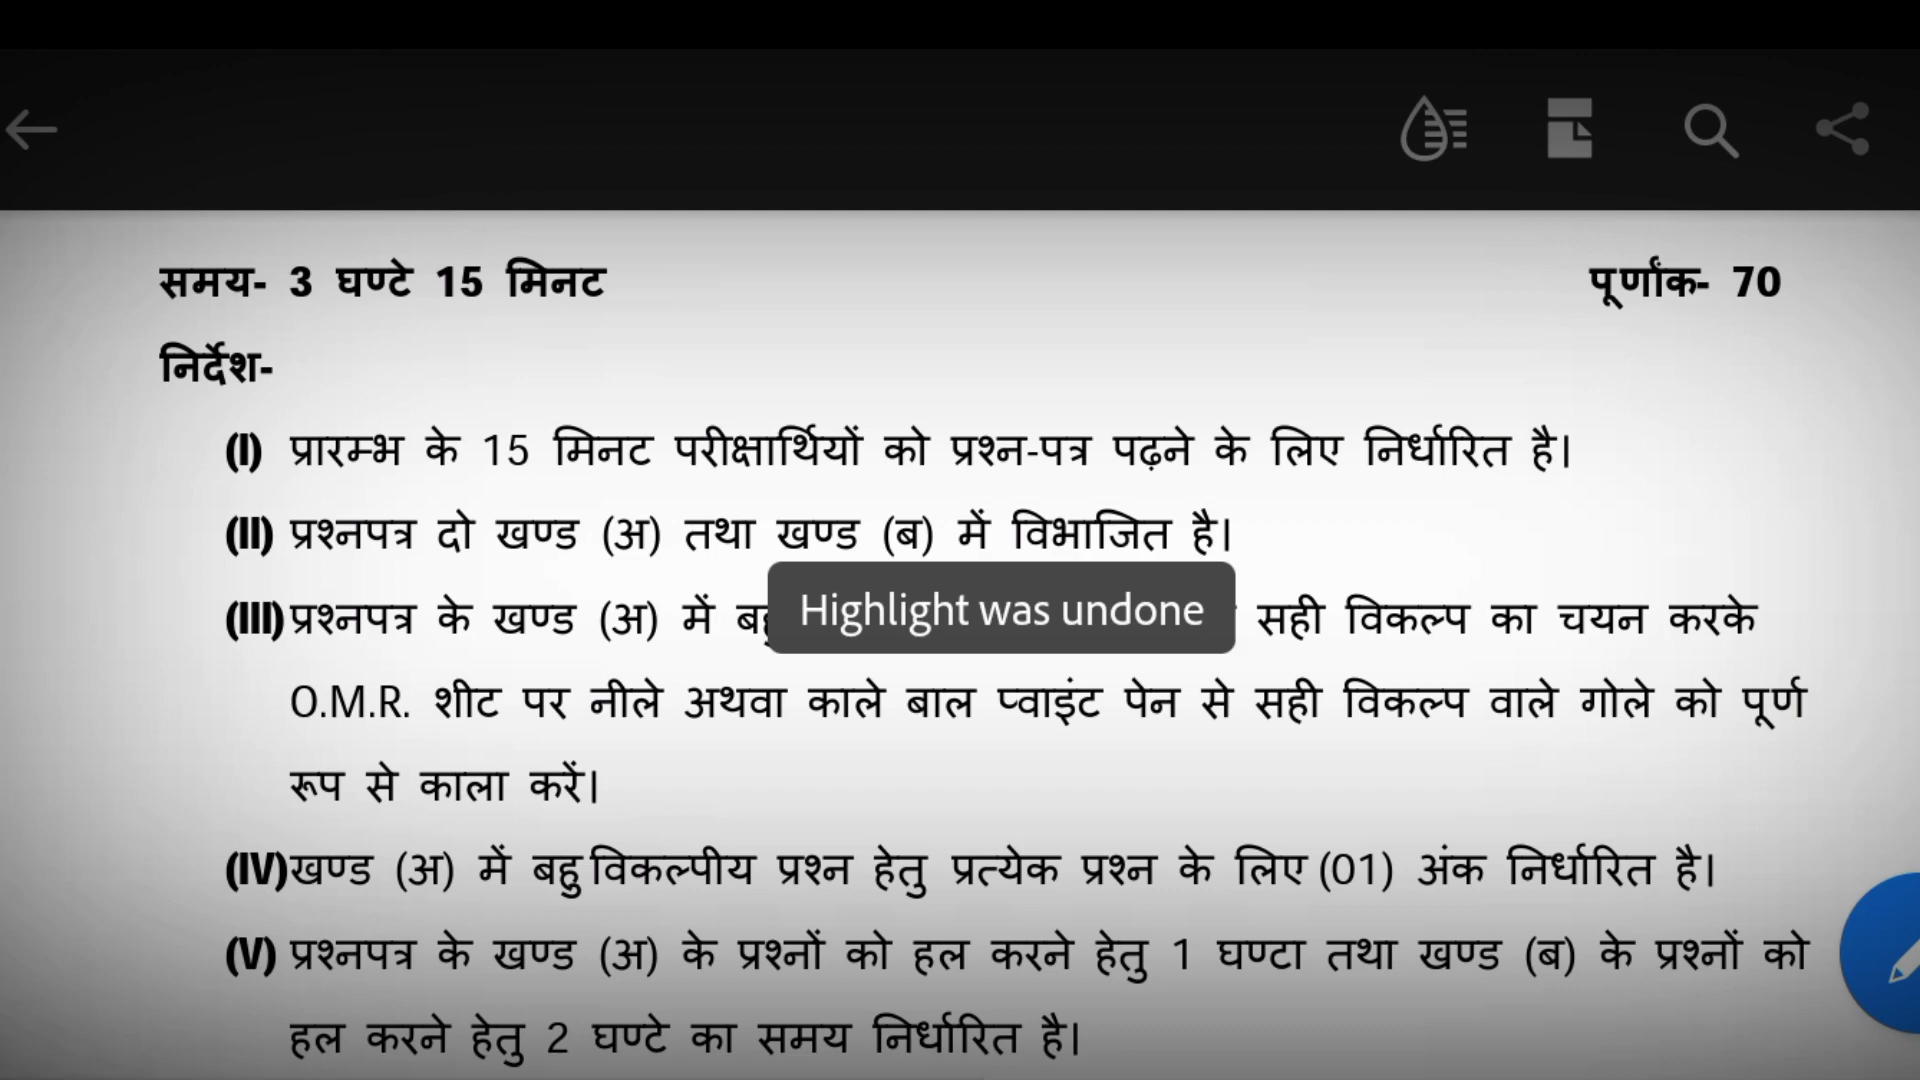 समय- 3 घण्टे 15 मिनट पूर्णांक- 70
निर्देश-
(I) प्रारम्भ के 15 मिनट परीक्षार्थियों को प्रश्न-पत्र पढ़ने के लिए निर्धारित है।
(II) प्रश्नपत्र दो खण्ड (अ) तथा खण्ड (ब) में विभाजित है।
(III) प्रश्नपत्र के खण्ड (अ) में सही विकल्प का चयन करके
Highlight was undone
O.M.R. शीट पर नीले अथवा काले बाल प्वाइंट पेन से सही विकल्प वाले गोले को पूर्ण
रूप से काला करें।
(IV) खण्ड (अ) में बहुविकल्पीय प्रश्न हेतु प्रत्येक प्रश्न के लिए (01) अंक निर्धारित है।
(V) प्रश्नपत्र के खण्ड (अ) के प्रश्नों को हल करने हेतु 1 घण्टा तथा खण्ड (ब) के प्रश्नों को
हल करने हेतु 2 घण्टे का समय निर्धारित है।